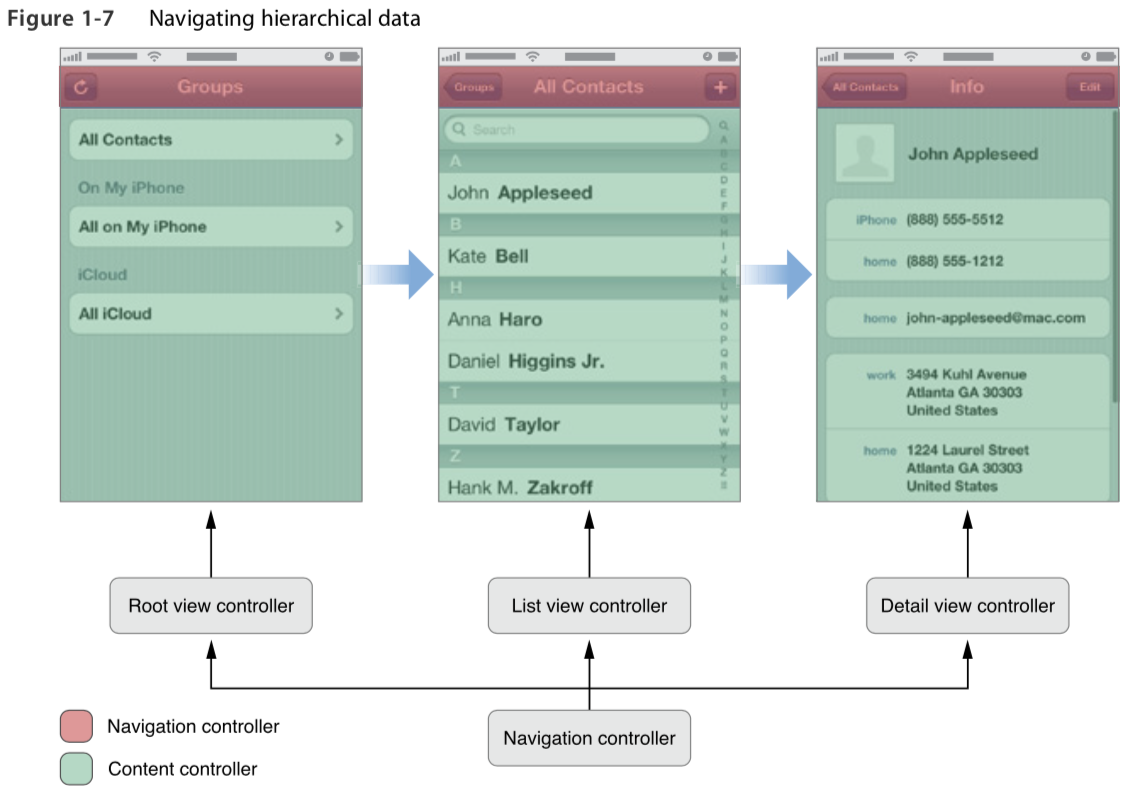 Figure 1-7 Navigating hierarchical data
Groups
All Contacts
On My iPhone
All on My iPhone
iCloud
All iCloud
Groups
All Contacts
+
Search
A
John Appleseed
B
Kate Bell
H
Anna Haro
Daniel Higgins Jr.
T
David Taylor
Z
Hank M. Zakroff
A
B
C
D
E
F
G
H
I
J
K
L
M
N
O
P
Q
R
S
T
U
V
W
X
Y
Z
#
All Contacts
Info
Edit
John Appleseed
iPhone (888) 555-5512
home (888) 555-1212
home john-appleseed@mac.com
work 3494 Kuhl Avenue
Atlanta GA 30303
United States
home 1224 Laurel Street
Atlanta GA 30303
United States
Root view controller
List view controller
Detail view controller
Navigation controller
Navigation controller
Content controller